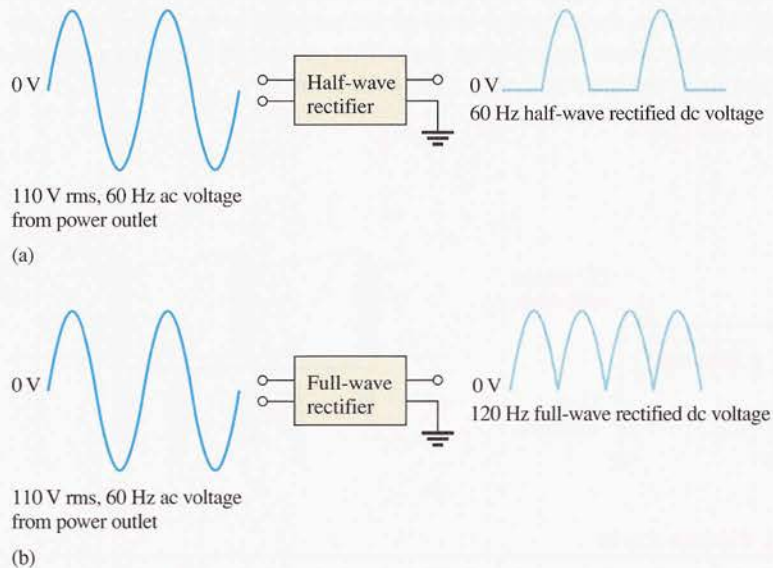 0 V
Half-wave
rectifier
0 V
60 Hz half-wave rectified dc voltage
110 V rms, 60 Hz ac voltage
from power outlet
(a)
0 V
Full-wave
rectifier
0 V
120 Hz full-wave rectified dc voltage
110 V rms, 60 Hz ac voltage
from power outlet
(b)